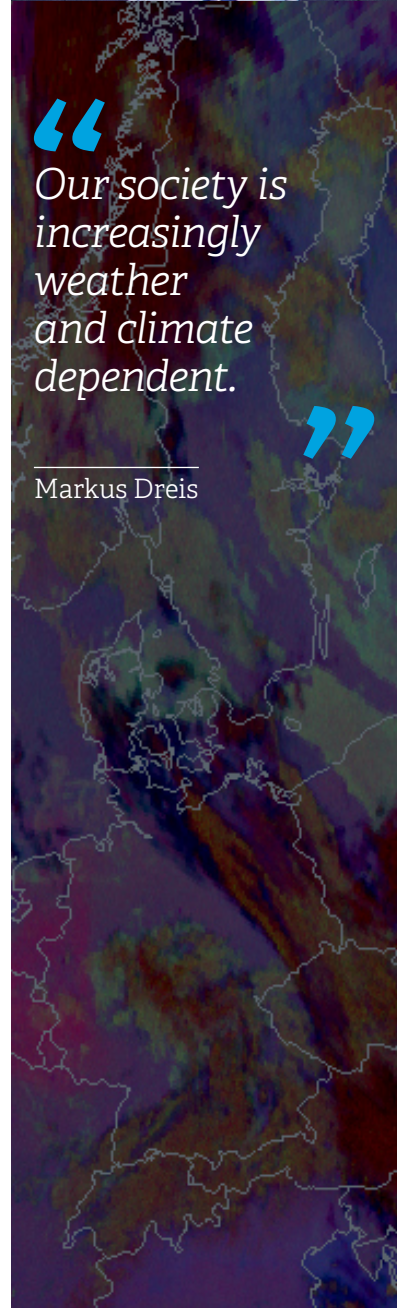 “
Our society is
increasingly
weather
and climate
dependent.
”
Markus Dreis